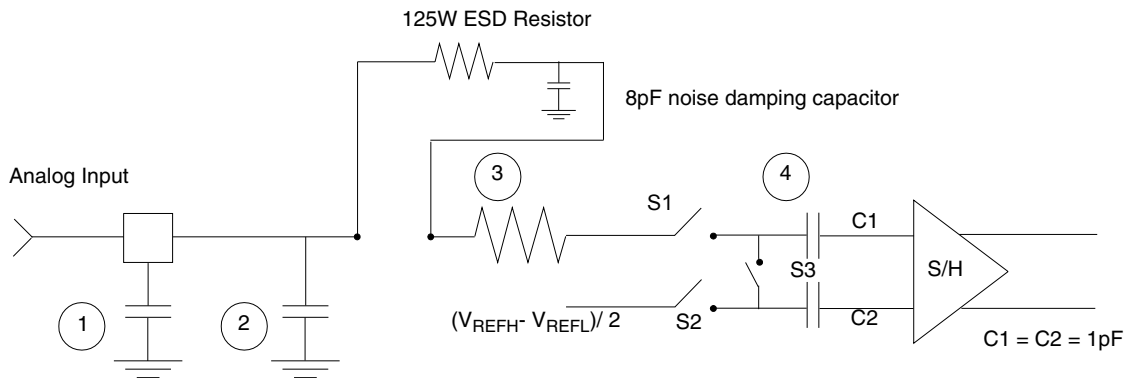 125W ESD Resistor
8pF noise damping capacitor
Analog Input
3
4
S1
C1
S/H
S3
1
2
(VREFH- VREFL)/ 2
S2
C2
C1 = C2 = 1pF